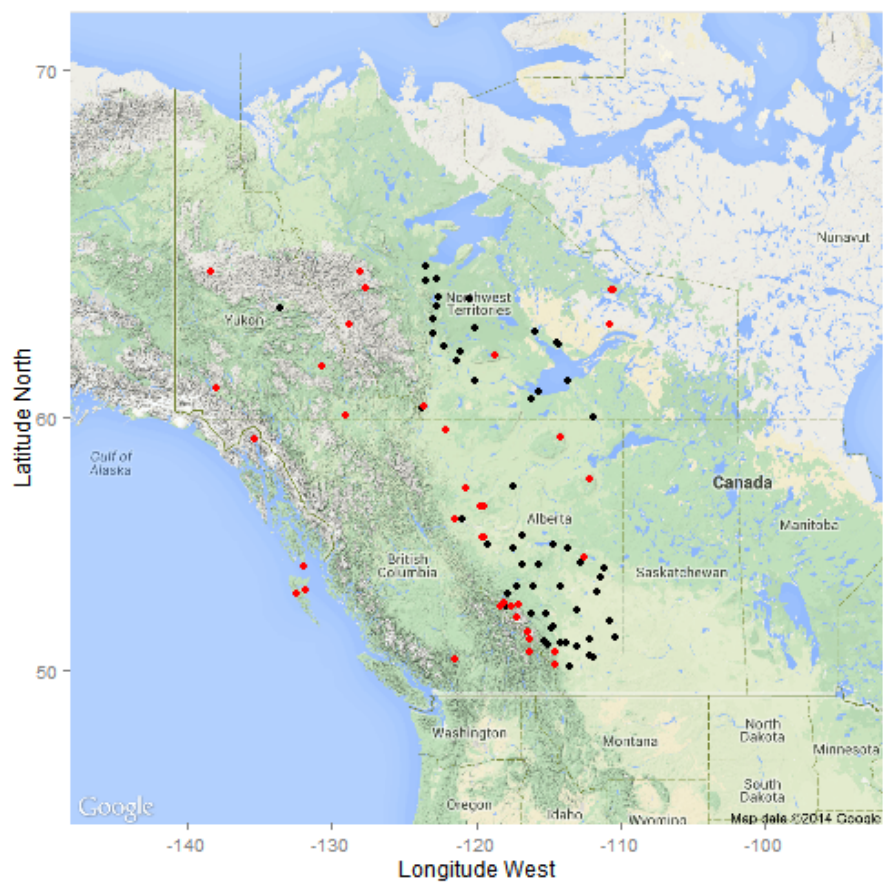 70
Nunavut
Northwest
Territories
Yukon
60
Latitude North
Gulf of
Alaska
Canada
Alberta
Manitoba
British
Columbia
Saskatchewan
50
Washington
Montana
North
Dakota
Minnesota
South
Dakota
Oregon
Idaho
Wyoming
Google
Map data ©2014 Google
-140
-130
-120
-110
-100
Longitude West